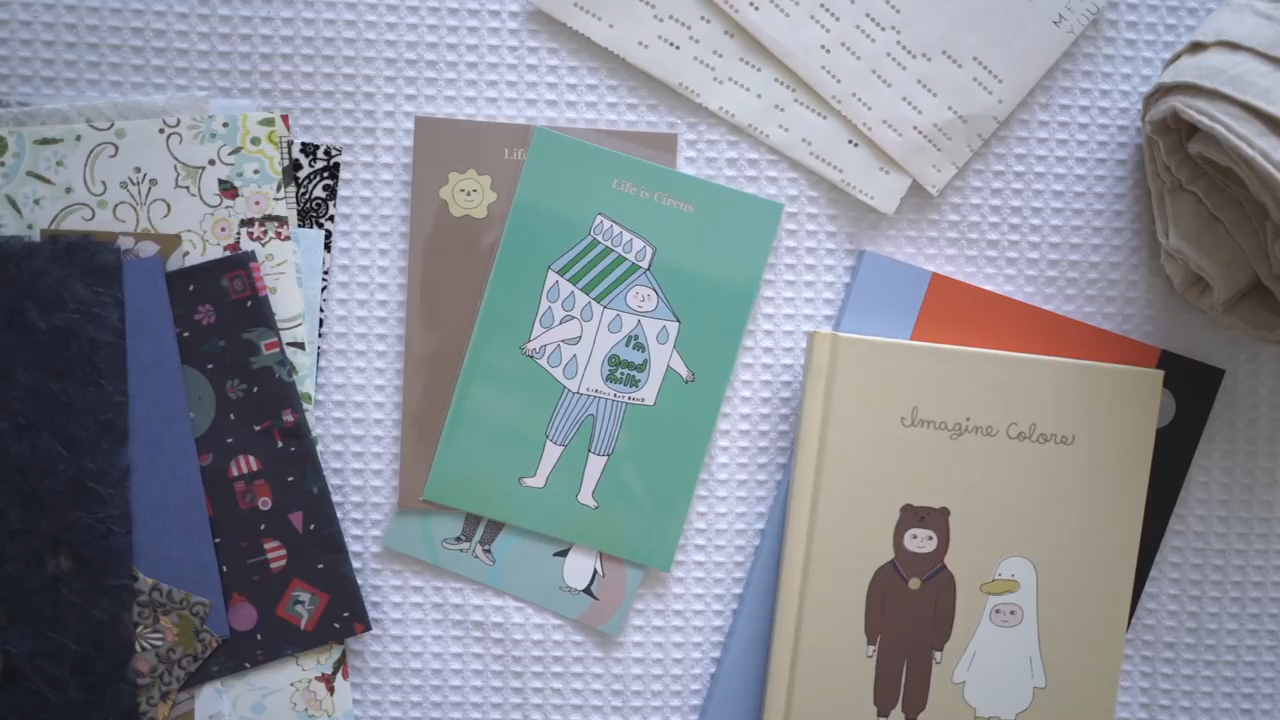 Life is Circus
I'm
good
milk
CIRCUS BOY BAND
Imagine Colors